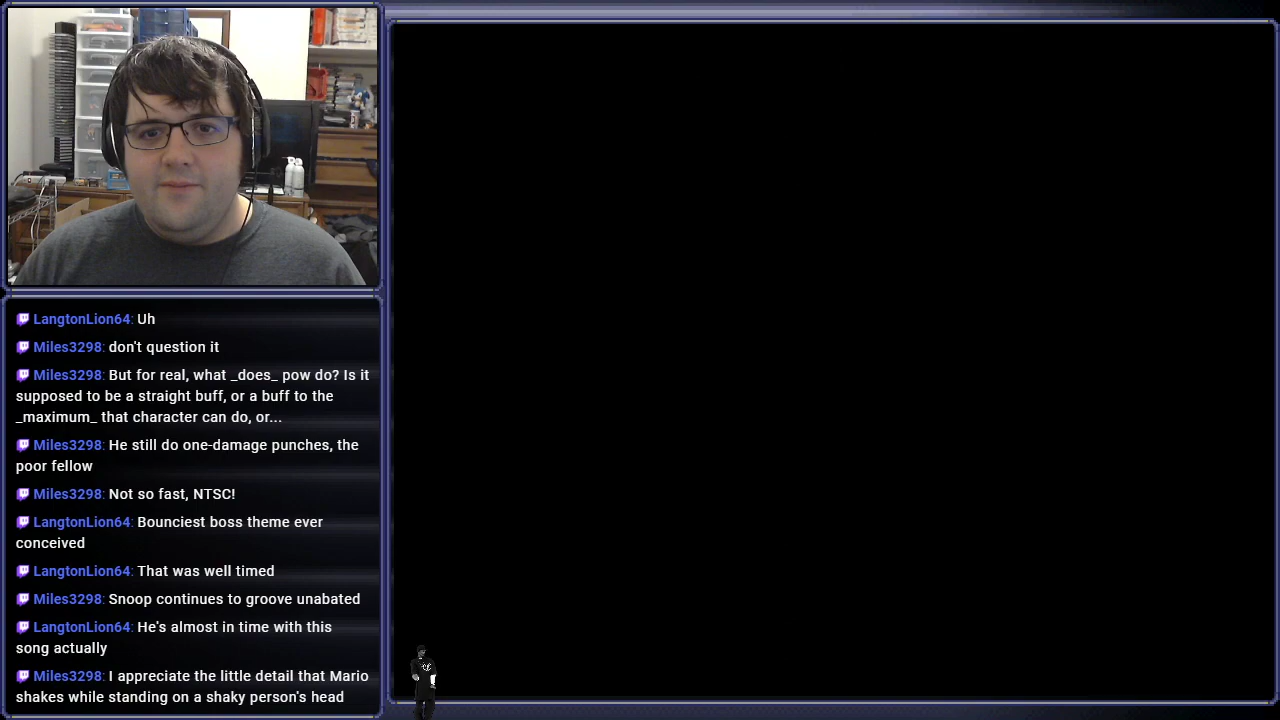 LangtonLion64: Uh
Miles3298: don't question it
Miles3298: But for real, what _does_ pow do? Is it
supposed to be a straight buff, or a buff to the
_maximum_ that character can do, or...
Miles3298: He still do one-damage punches, the
poor fellow
Miles3298: Not so fast, NTSC!
LangtonLion64: Bounciest boss theme ever
conceived
LangtonLion64: That was well timed
Miles3298: Snoop continues to groove unabated
LangtonLion64: He's almost in time with this
song actually
Miles3298: I appreciate the little detail that Mario
shakes while standing on a shaky person's head